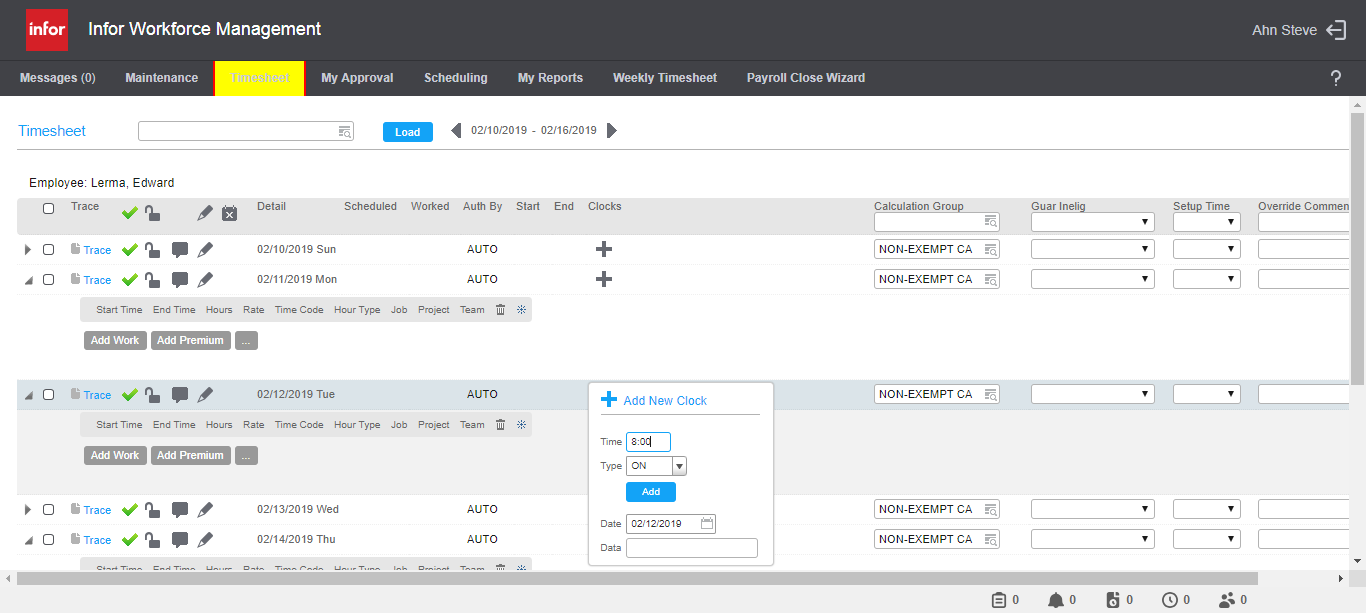 infor Infor Workforce Management Ahn Steve
Messages (0) Maintenance Timesheet My Approval Scheduling My Reports Weekly Timesheet Payroll Close Wizard ?
Timesheet Load 02/10/2019 - 02/16/2019
Employee: Lerma, Edward
Trace Detail Scheduled Worked Auth By Start End Clocks Calculation Group Guar Inelig Setup Time Override Commen
Trace 02/10/2019 Sun AUTO NON-EXEMPT CA
Trace 02/11/2019 Mon AUTO NON-EXEMPT CA
Start Time End Time Hours Rate Time Code Hour Type Job Project Team
Add Work Add Premium ...
Trace 02/12/2019 Tue AUTO NON-EXEMPT CA
Add New Clock
Start Time End Time Hours Rate Time Code Hour Type Job Project Team
Time 8:00
Add Work Add Premium ...
Type ON
Add
Trace 02/13/2019 Wed AUTO NON-EXEMPT CA
Date 02/12/2019
Trace 02/14/2019 Thu AUTO NON-EXEMPT CA
Data
Start Time End Time Hours Rate Time Code Hour Type Job Project Team
0 0 0 0 0